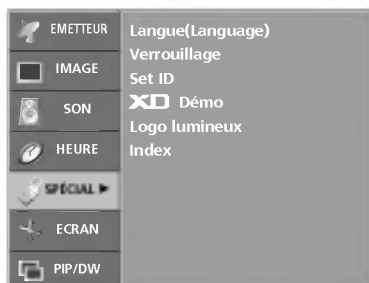 EMETTEUR
IMAGE
SON
HEURE
SPÉCIAL ►
ECRAN
PIP/DW
Langue(Language)
Verrouillage
Set ID
XD Démo
Logo lumineux
Index